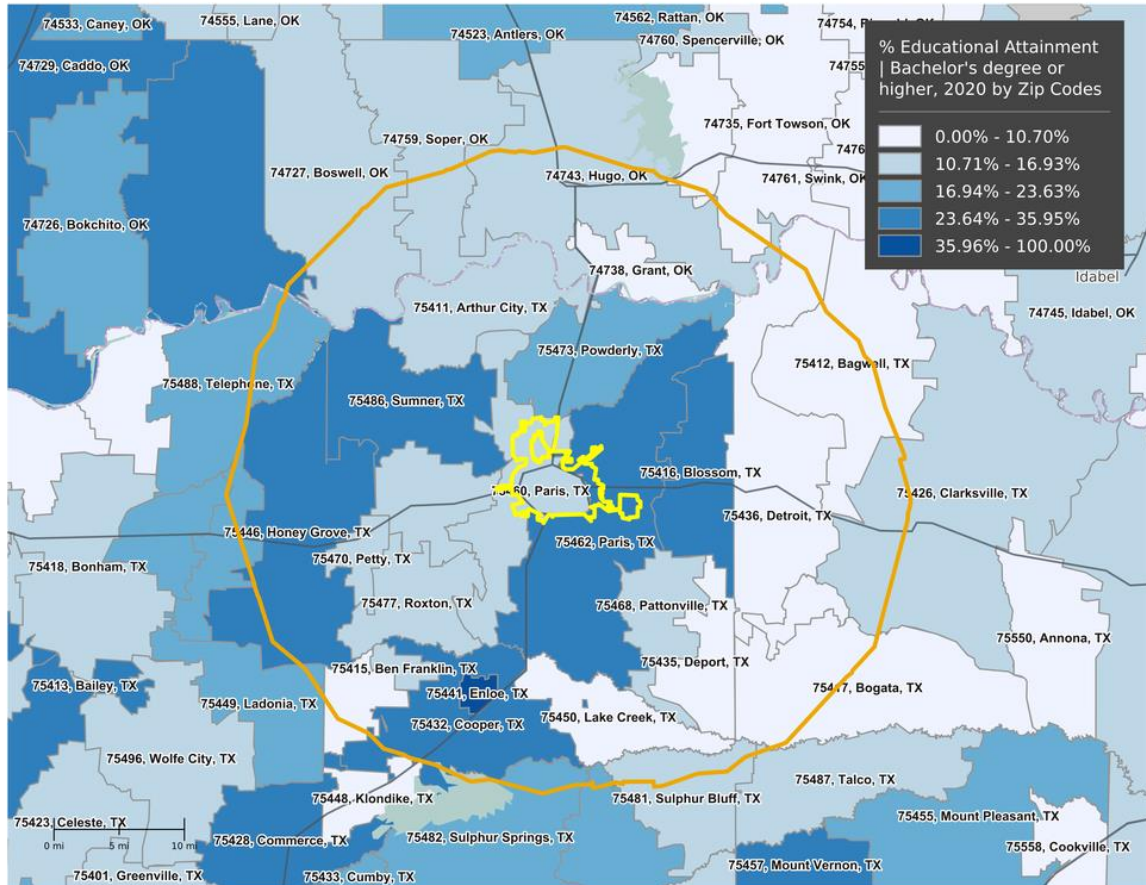 74533, Caney, OK
74555, Lane, OK
74562, Rattan, OK
74523, Antlers, OK
74760, Spencerville, OK
74729, Caddo, OK
74735, Fort Towson, OK
74759, Soper, OK
74727, Boswell, OK
74743, Hugo, OK
74761, Swink, OK
74726, Bokchito, OK
74738, Grant, OK
% Educational Attainment
| Bachelor's degree or
higher, 2020 by Zip Codes
0.00% - 10.70%
10.71% - 16.93%
16.94% - 23.63%
23.64% - 35.95%
35.96% - 100.00%
Idabel
74745, Idabel, OK
75411, Arthur City, TX
75473, Powderly, TX
75412, Bagwell, TX
75488, Telephone, TX
75486, Sumner, TX
75416, Blossom, TX
75460, Paris, TX
75426, Clarksville, TX
75436, Detroit, TX
75446, Honey Grove, TX
75462, Paris, TX
75418, Bonham, TX
75470, Petty, TX
75477, Roxton, TX
75468, Pattonville, TX
75550, Annona, TX
75415, Ben Franklin, TX
75435, Deport, TX
75413, Bailey, TX
75441, Enloe, TX
75417, Bogata, TX
75449, Ladonia, TX
75432, Cooper, TX
75450, Lake Creek, TX
75496, Wolfe City, TX
75487, Talco, TX
75448, Klondike, TX
75481, Sulphur Bluff, TX
75455, Mount Pleasant, TX
75423, Celeste, TX
75428, Commerce, TX
75482, Sulphur Springs, TX
0 mi 5 mi 10 mi
75558, Cookville, TX
75457, Mount Vernon, TX
75401, Greenville, TX
75433, Cumby, TX